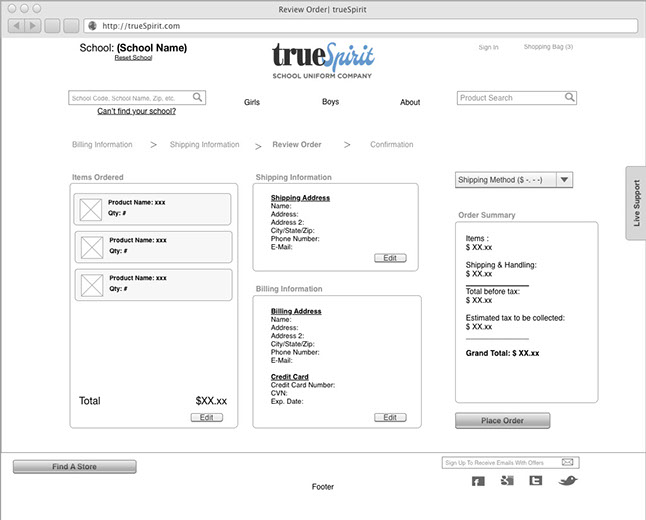 Review Order| trueSpirit
http://trueSpirit.com
School: (School Name)
Reset School
trueSpirit
SCHOOL UNIFORM COMPANY
Sign In
Shopping Bag (3)
School Code, School Name, Zip, etc.
Can't find your school?
Girls
Boys
About
Product Search
Billing Information > Shipping Information > Review Order > Confirmation
Items Ordered
Product Name: xxx
Qty: #
Product Name: xxx
Qty: #
Product Name: xxx
Qty: #
Total $XX.xx
Edit
Shipping Information
Shipping Address
Name:
Address:
Address 2:
City/State/Zip:
Phone Number:
E-Mail:
Edit
Billing Information
Billing Address
Name:
Address:
Address 2:
City/State/Zip:
Phone Number:
E-Mail:
Credit Card
Credit Card Number:
CVN:
Exp. Date:
Edit
Shipping Method ($ -. - -)
Order Summary
Items :
$ XX.xx
Shipping & Handling:
$ XX.xx
Total before tax:
$ XX.xx
Estimated tax to be collected:
$ XX.xx
Grand Total: $ XX.xx
Place Order
Live Support
Find A Store
Sign Up To Receive Emails With Offers
Footer